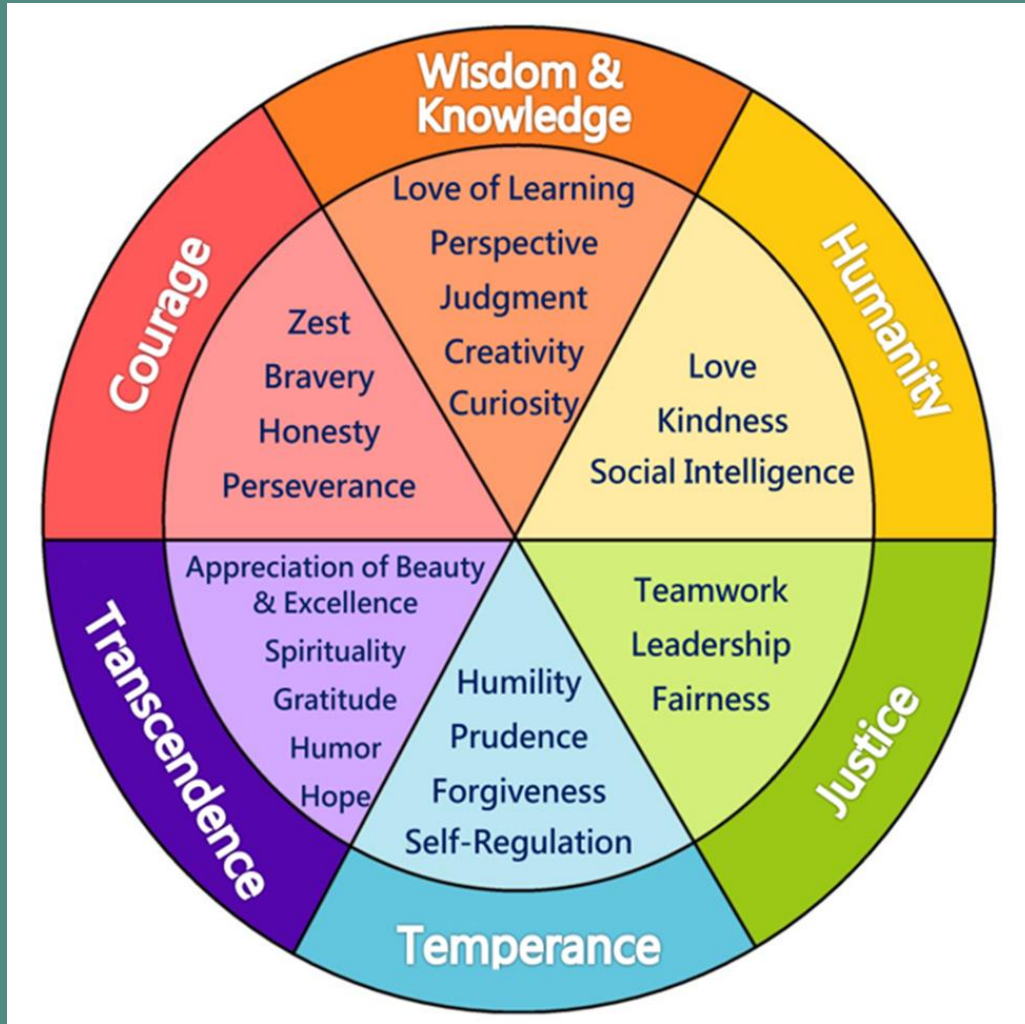 Wisdom &
Knowledge
Love of Learning
Perspective
Judgment
Creativity
Curiosity
Humanity
Love
Kindness
Social Intelligence
Justice
Teamwork
Leadership
Fairness
Temperance
Humility
Prudence
Forgiveness
Self-Regulation
Transcendence
Appreciation of Beauty
& Excellence
Spirituality
Gratitude
Humor
Hope
Courage
Zest
Bravery
Honesty
Perseverance